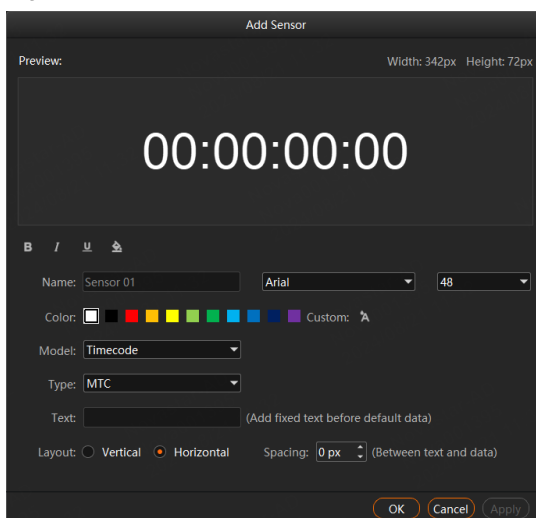 Add Sensor
Preview: Width: 342px Height: 72px
00:00:00:00
B I U
Name: Sensor 01 Arial 48
Color: Custom: A
Model: Timecode
Type: MTC
Text: (Add fixed text before default data)
Layout: Vertical Horizontal Spacing: 0 px (Between text and data)
OK Cancel Apply